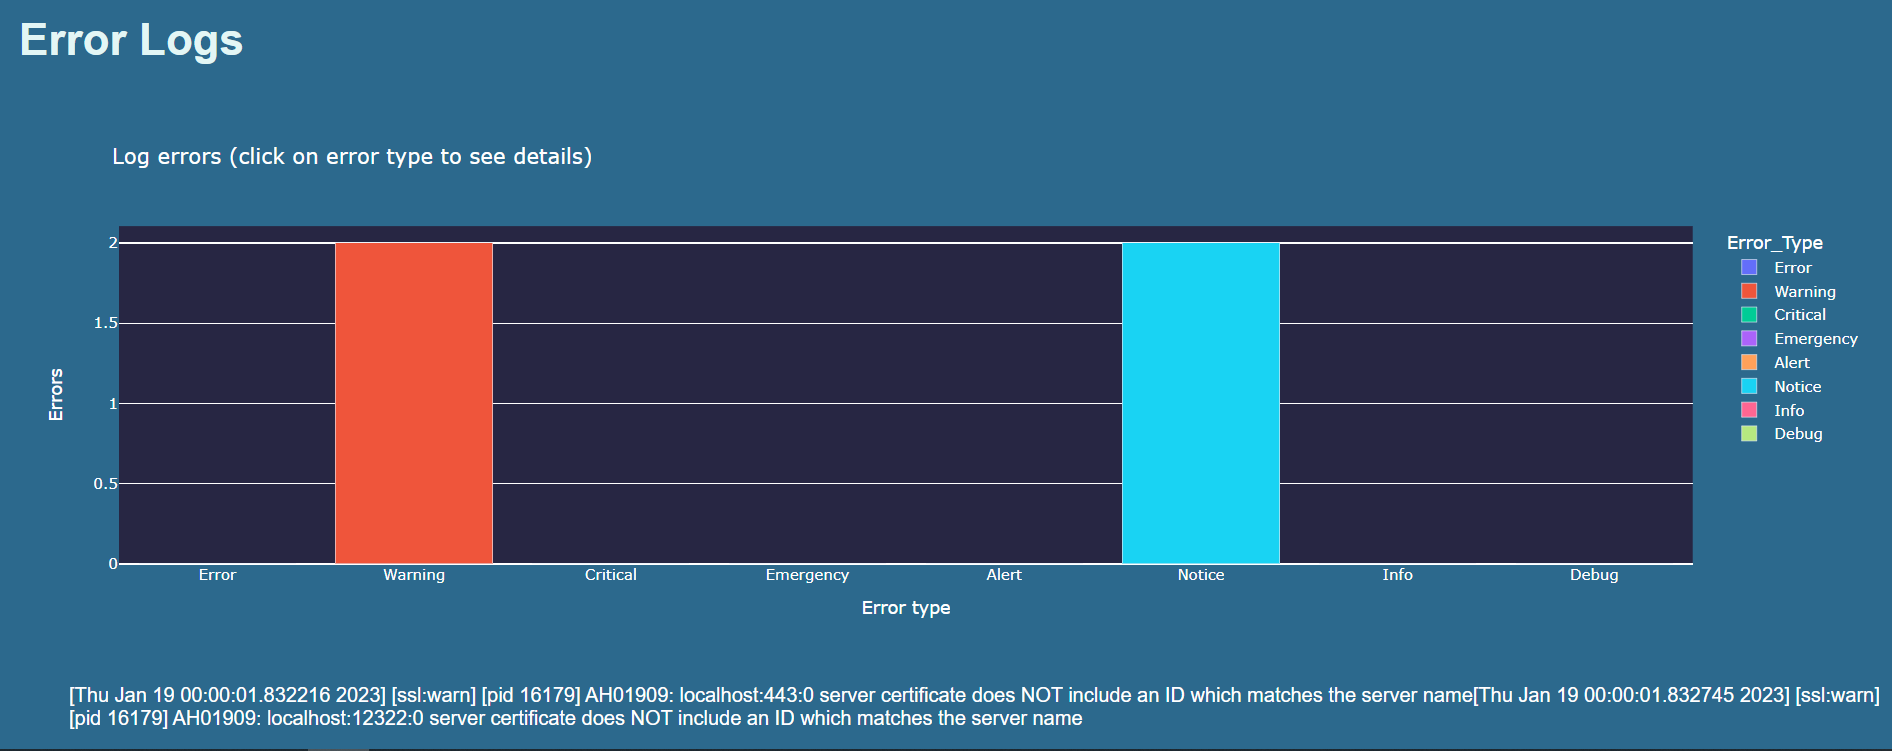 Error Logs
Log errors (click on error type to see details)
2
1.5
1
0.5
0
Errors
Error
Warning
Critical
Emergency
Alert
Notice
Info
Debug
Error type
Error_Type
Error
Warning
Critical
Emergency
Alert
Notice
Info
Debug
[Thu Jan 19 00:00:01.832216 2023] [ssl:warn] [pid 16179] AH01909: localhost:443:0 server certificate does NOT include an ID which matches the server name[Thu Jan 19 00:00:01.832745 2023] [ssl:warn]
[pid 16179] AH01909: localhost:12322:0 server certificate does NOT include an ID which matches the server name